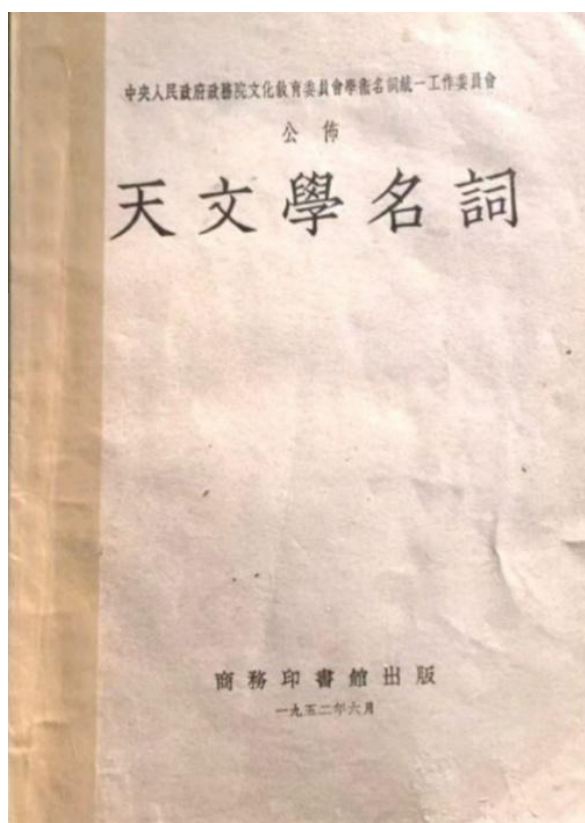 中央人民政府政務院文化敎育委員會學術名詞統一工作委員會
公佈
天文學名詞
商務印書館出版
一九五二年六月